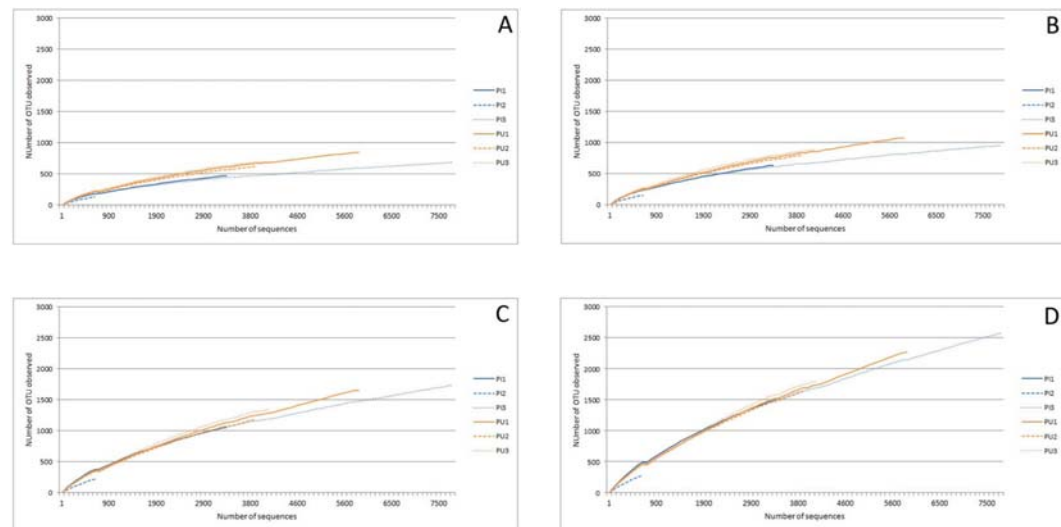 A
3000
2500
2000
1500
1000
500
0
NUmber of OTU observed
1 900 1900 2900 3800 4600 5600 6500 7500
Number of sequences
PI1
PI2
PI3
PU1
PU2
PU3
B
3000
2500
2000
1500
1000
500
0
NUmber of OTU observed
1 900 1900 2900 3800 4600 5600 6500 7500
Number of sequences
PI1
PI2
PI3
PU1
PU2
PU3
C
3000
2500
2000
1500
1000
500
0
NUmber of OTU observed
1 900 1900 2900 3800 4600 5600 6500 7500
Number of sequences
PI1
PI2
PI3
PU1
PU2
PU3
D
3000
2500
2000
1500
1000
500
0
NUmber of OTU observed
1 900 1900 2900 3800 4600 5600 6500 7500
Number of sequences
PI1
PI2
PI3
PU1
PU2
PU3